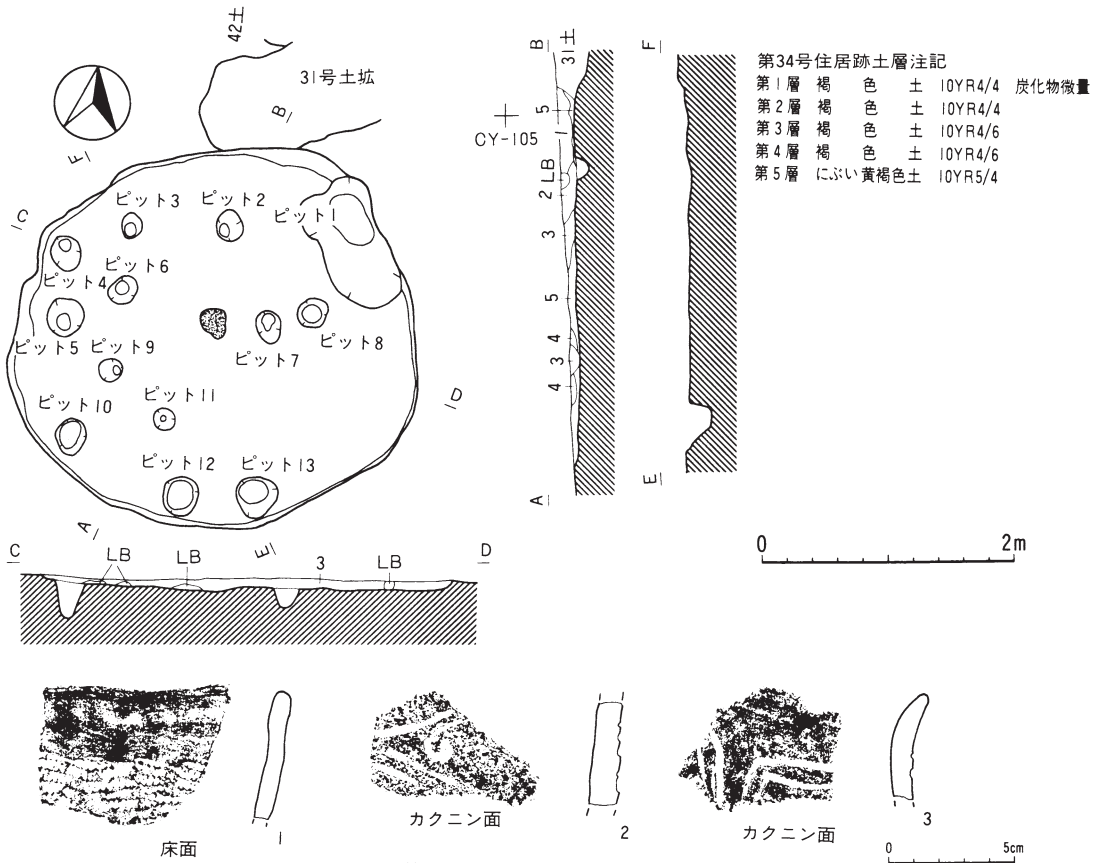 42土
31号土拡
B
F
C
ピット3
ピット2
ピット1
ピット6
ピット4
ピット5
ピット9
ピット7
ピット8
ピット10
ピット11
D
ピット12
ピット13
A
E
B
31土
5
1
LB
2
3
5
4
3
4
A
CY-105
F
E
第34号住居跡土層注記
第1層 褐 色 土 10YR4/4 炭化物微量
第2層 褐 色 土 10YR4/4
第3層 褐 色 土 10YR4/6
第4層 褐 色 土 10YR4/6
第5層 にぶい黄褐色土 10YR5/4
0 2m
C LB LB 3 LB D
床面
1
カクニン面
2
カクニン面
3
0 5cm